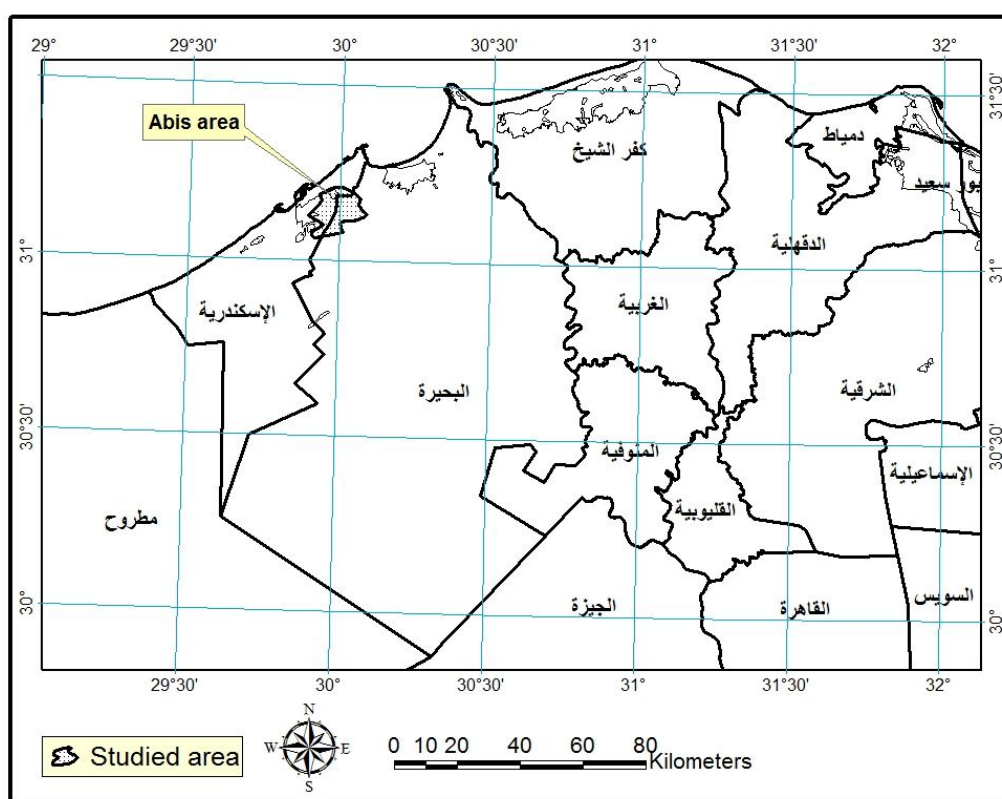 29°
29°30'
30°
30°30'
31°
31°30'
32°
31°30'
Abis area
دمياط
كفر الشيخ
بور سعيد
31°
31°
الدقهلية
الإسكندرية
الغربية
البحيرة
الشرقية
30°30'
30°30'
المنوفية
الإسماعيلية
مطروح
القليوبية
الجيزة
القاهرة
السويس
30°
30°
29°30'
30°
30°30'
31°
31°30'
32°
Studied area
N
W
E
S
0 10 20 40 60 80
Kilometers